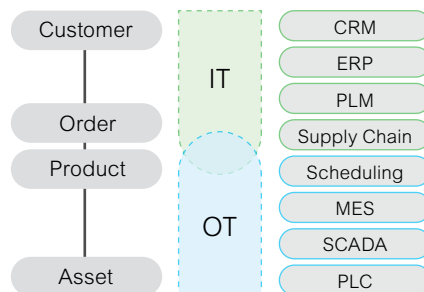 Customer
Order
Product
Asset
IT
OT
CRM
ERP
PLM
Supply Chain
Scheduling
MES
SCADA
PLC